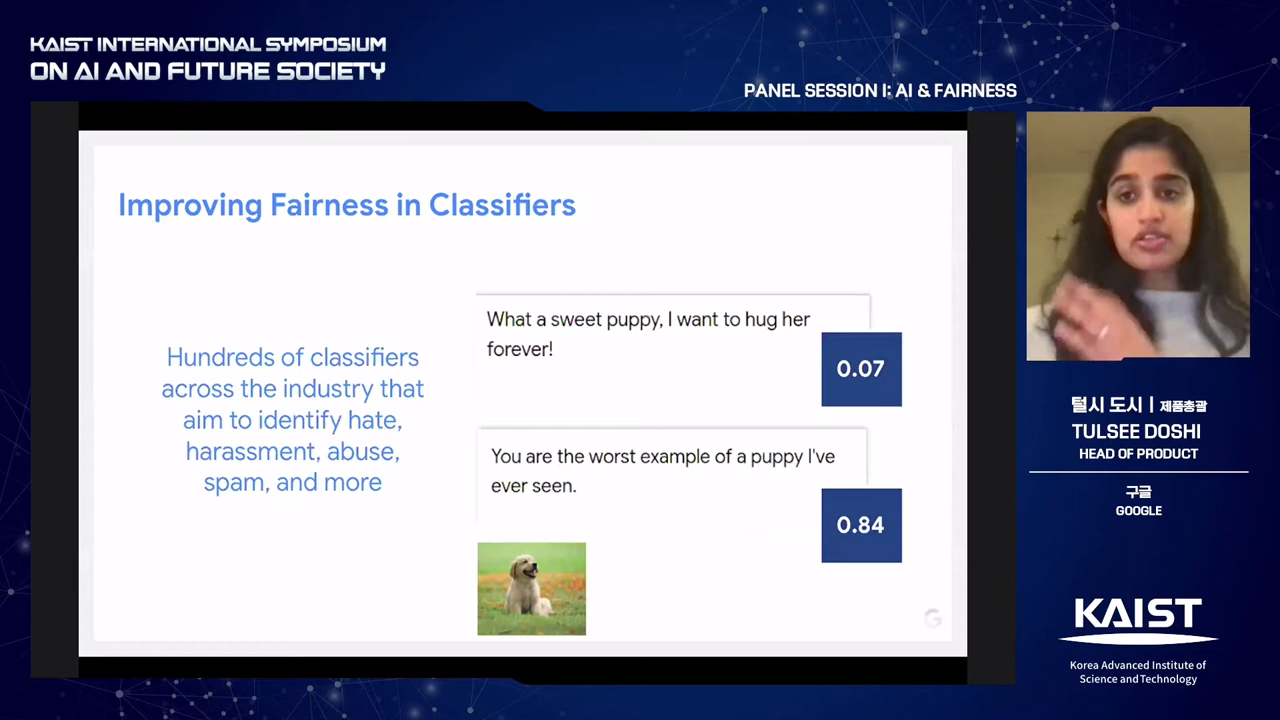 KAIST INTERNATIONAL SYMPOSIUM
ON AI AND FUTURE SOCIETY
PANEL SESSION I: AI & FAIRNESS
Improving Fairness in Classifiers
Hundreds of classifiers
across the industry that
aim to identify hate,
harassment, abuse,
spam, and more
What a sweet puppy, I want to hug her
forever!
0.07
You are the worst example of a puppy I've
ever seen.
0.84
G
털시 도시 | 제품총괄
TULSEE DOSHI
HEAD OF PRODUCT
구글
GOOGLE
KAIST
Korea Advanced Institute of
Science and Technology